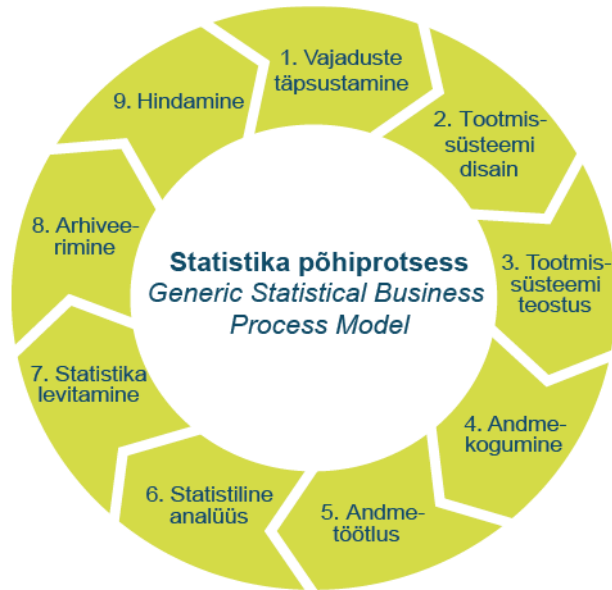 1. Vajaduste
täpsustamine
2. Tootmis-
süsteemi
disain
3. Tootmis-
süsteemi
teostus
4. Andme-
kogumine
5. Andme-
töötlus
6. Statistiline
analüüs
7. Statistika
levitamine
8. Arhivee-
rimine
9. Hindamine
Statistika põhiprotsess
Generic Statistical Business
Process Model